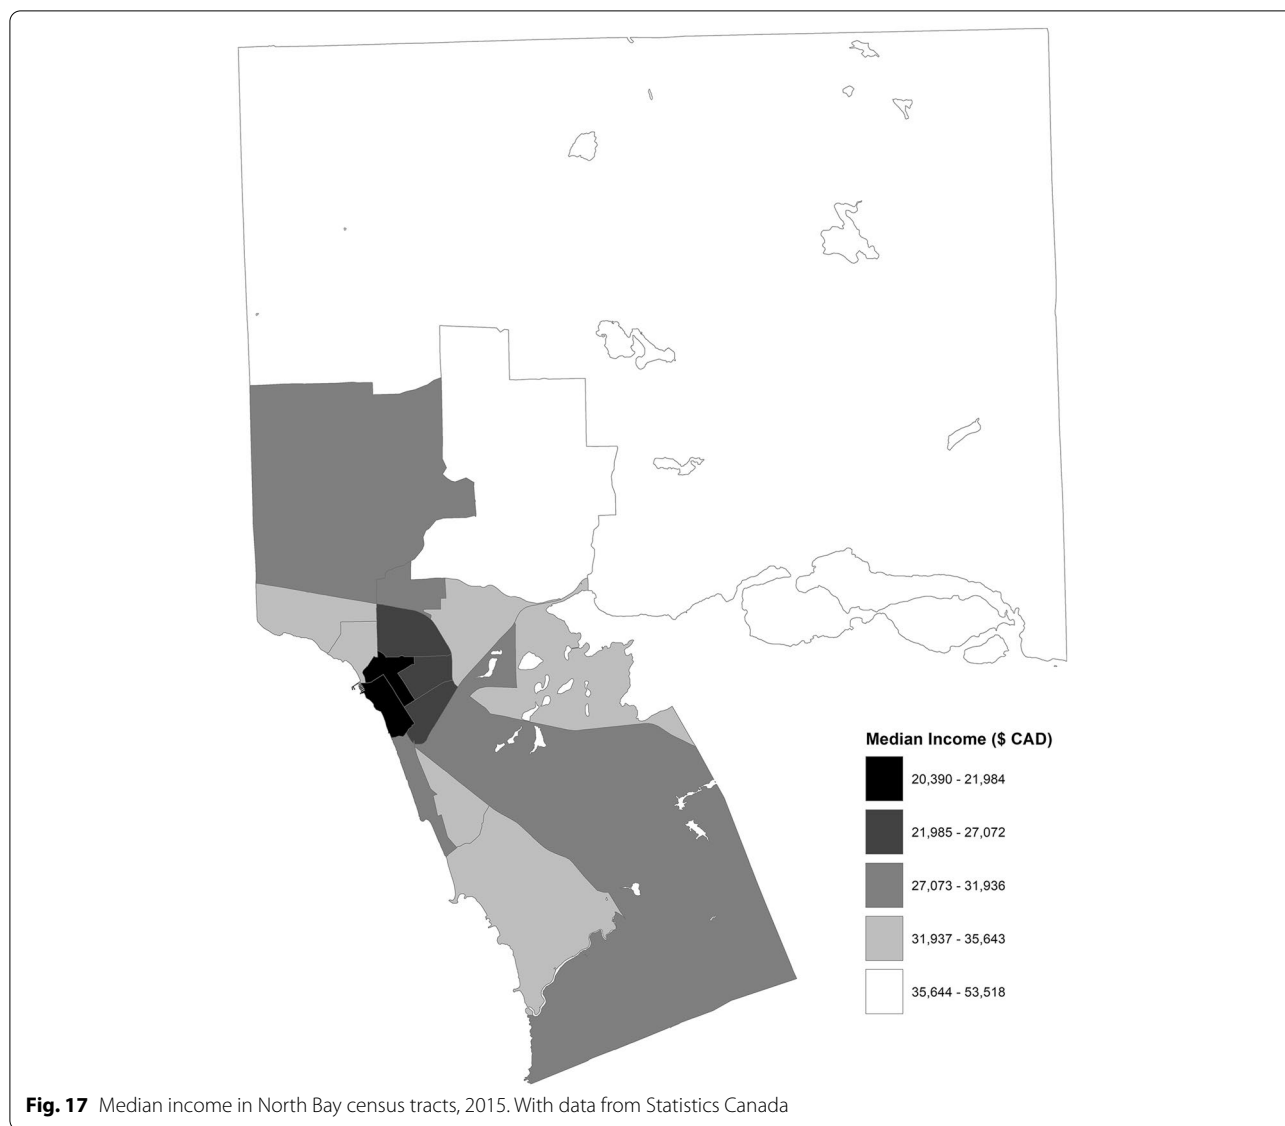 Median Income ($ CAD)
20,390 - 21,984
21,985 - 27,072
27,073 - 31,936
31,937 - 35,643
35,644 - 53,518
Fig. 17 Median income in North Bay census tracts, 2015. With data from Statistics Canada